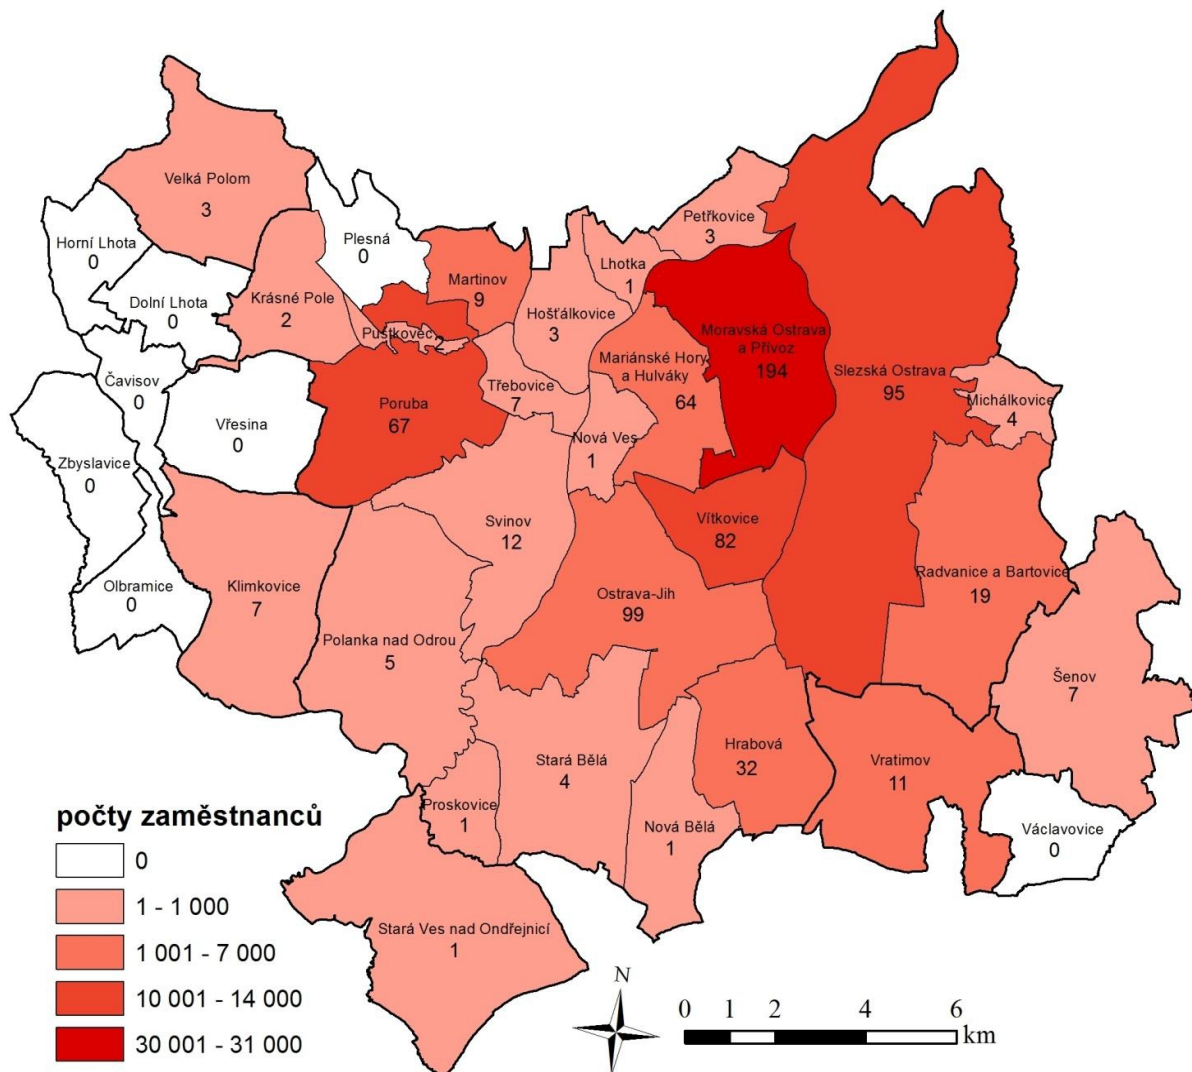 Velká Polom
3
Horní Lhota
0
Plesná
0
Dolní Lhota
0
Krásné Pole
2
Martinov
9
Pustkovec
2
Hošťálkovice
3
Lhotka
1
Petřkovice
3
Moravská Ostrava
a Přívoz
194
Mariánské Hory
a Hulváky
64
Slezská Ostrava
95
Michálkovice
4
Čavisov
0
Vřesina
0
Poruba
67
Třebovice
7
Nová Ves
1
Zbyslavice
0
Svinov
12
Vítkovice
82
Olbramice
0
Klimkovice
7
Ostrava-Jih
99
Radvanice a Bartovice
19
Polanka nad Odrou
5
Šenov
7
Stará Bělá
4
Hrabová
32
Vratimov
11
Proskovice
1
Nová Bělá
1
Václavovice
0
Stará Ves nad Ondřejnicí
1
počty zaměstnanců
0
1 - 1 000
1 001 - 7 000
10 001 - 14 000
30 001 - 31 000
N
0 1 2 4 6
km